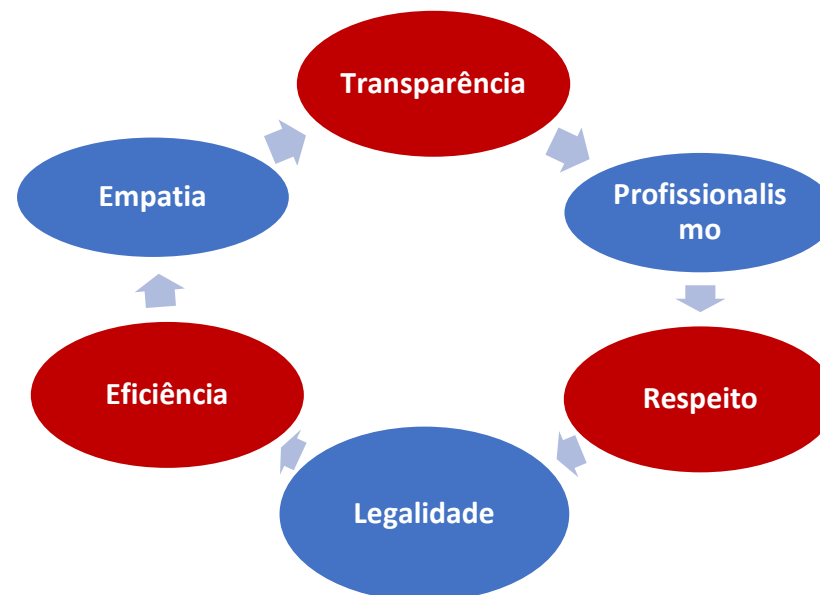 Transparência
Profissionalis
mo
Respeito
Legalidade
Eficiência
Empatia